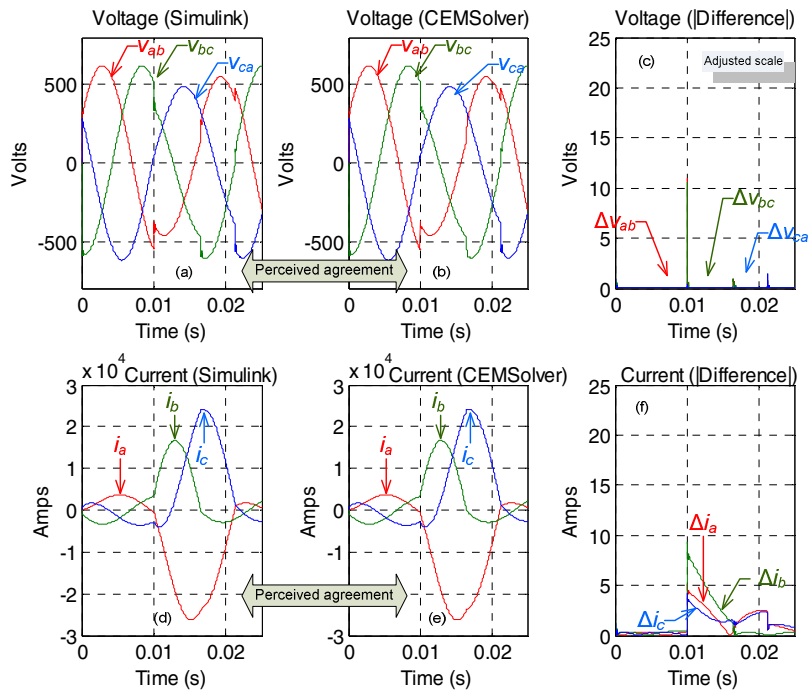 Voltage (Simulink)
Voltage (CEMSolver)
Voltage (|Difference|)
Volts
500
0
-500
v_ab
v_bc
v_ca
(a)
0
0.01
0.02
Time (s)
Perceived agreement
Volts
500
0
-500
v_ab
v_bc
v_ca
(b)
0
0.01
0.02
Time (s)
Volts
25
20
15
10
5
0
(c)
Adjusted scale
Δv_ab
Δv_bc
Δv_ca
0
0.01
0.02
Time (s)
x 10^4
Current (Simulink)
x 10^4
Current (CEMSolver)
Current (|Difference|)
Amps
3
2
1
0
-1
-2
-3
i_a
i_b
i_c
(d)
0
0.01
0.02
Time (s)
Perceived agreement
Amps
3
2
1
0
-1
-2
-3
i_a
i_b
i_c
(e)
0
0.01
0.02
Time (s)
Amps
25
20
15
10
5
0
(f)
Δi_a
Δi_b
Δi_c
0
0.01
0.02
Time (s)